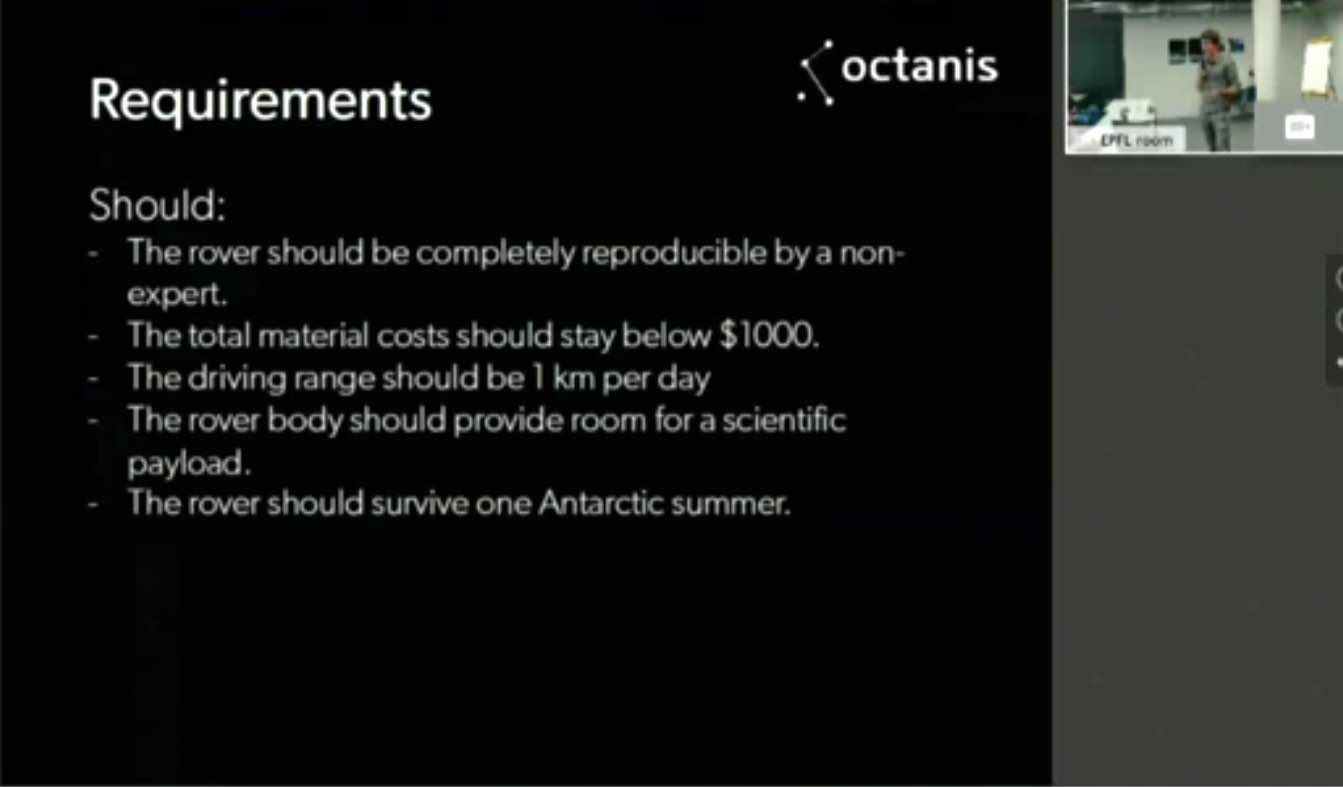 octanis
Requirements
Should:
- The rover should be completely reproducible by a non-
expert.
- The total material costs should stay below $1000.
- The driving range should be 1 km per day
- The rover body should provide room for a scientific
payload.
- The rover should survive one Antarctic summer.
EPFL room